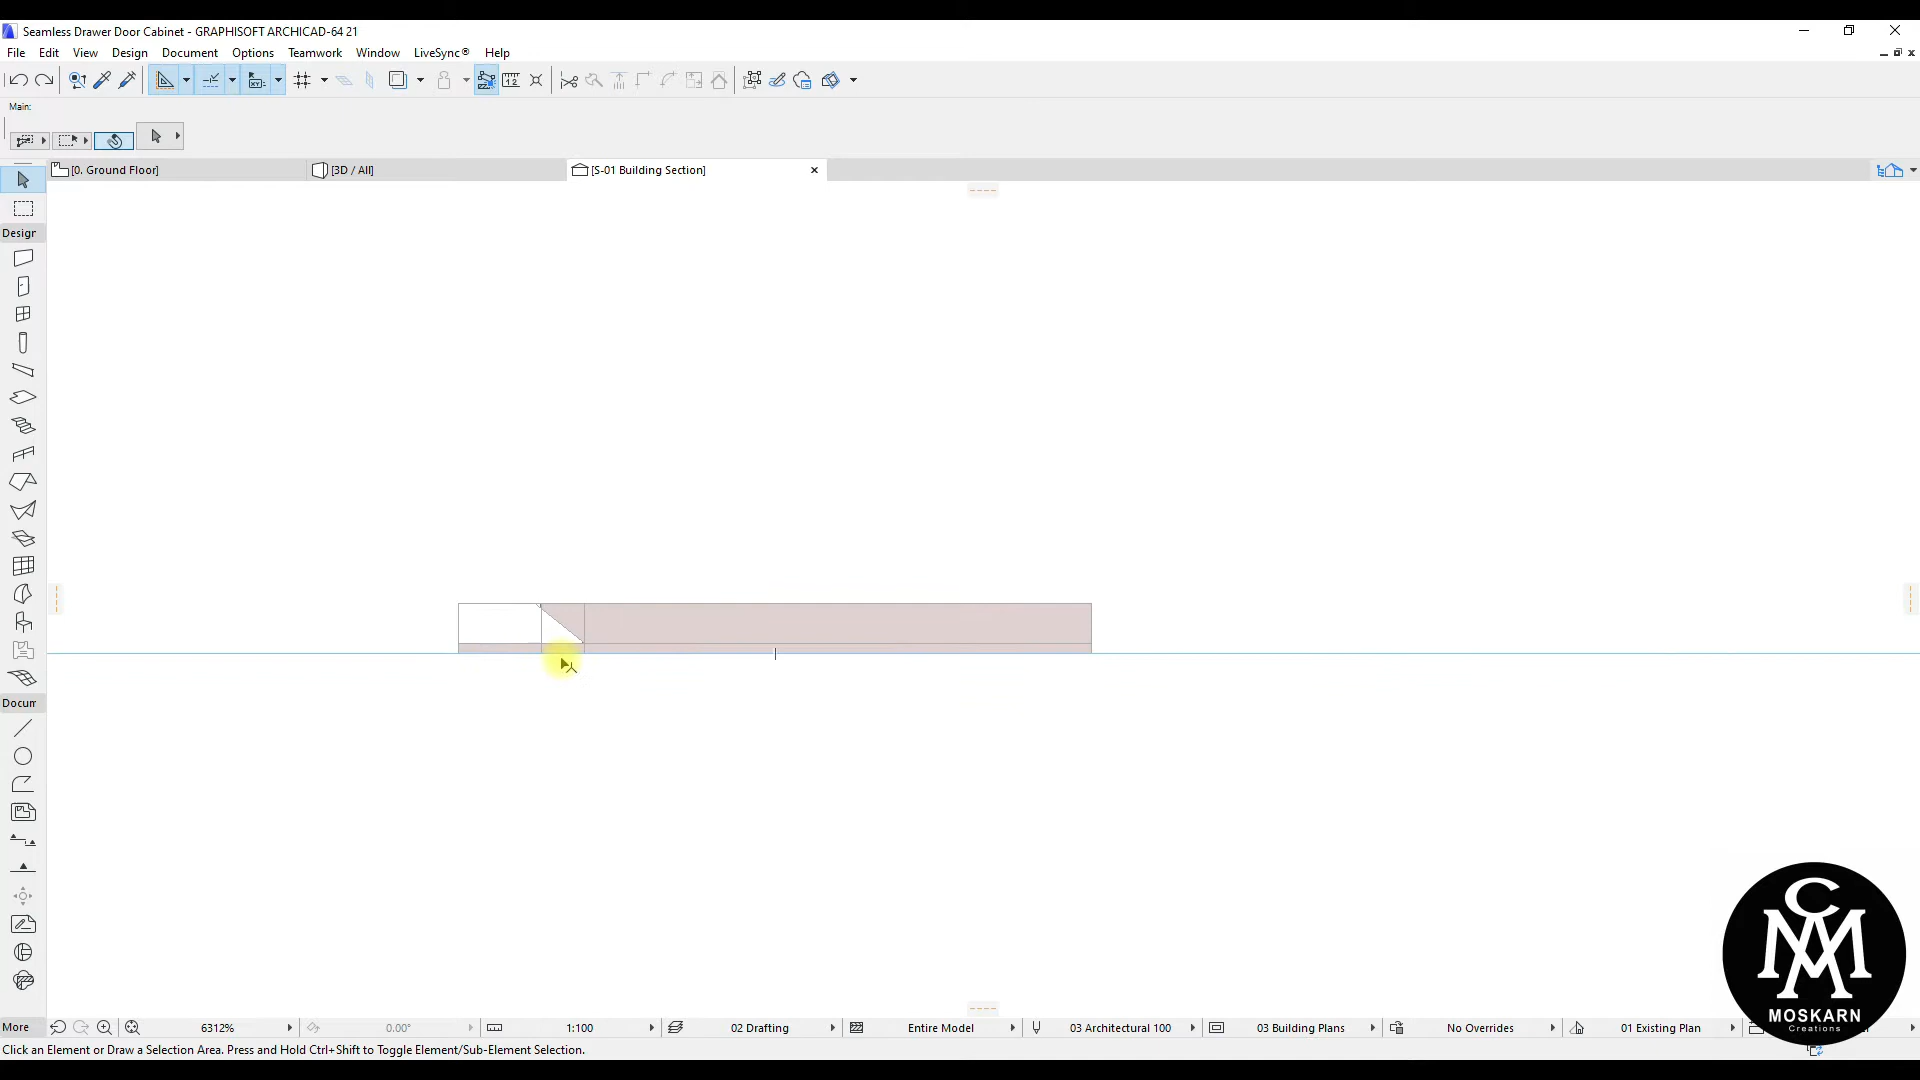 Seamless Drawer Door Cabinet - GRAPHISOFT ARCHICAD-64 21
File Edit View Design Document Options Teamwork Window LiveSync® Help
Main:
[0. Ground Floor] [3D / All] [S-01 Building Section]
Design
Docum
More
6312% 0.00° 1:100 02 Drafting Entire Model 03 Architectural 100 03 Building Plans No Overrides 01 Existing Plan
Click an Element or Draw a Selection Area. Press and Hold Ctrl+Shift to Toggle Element/Sub-Element Selection.
MOSKARN
Creations